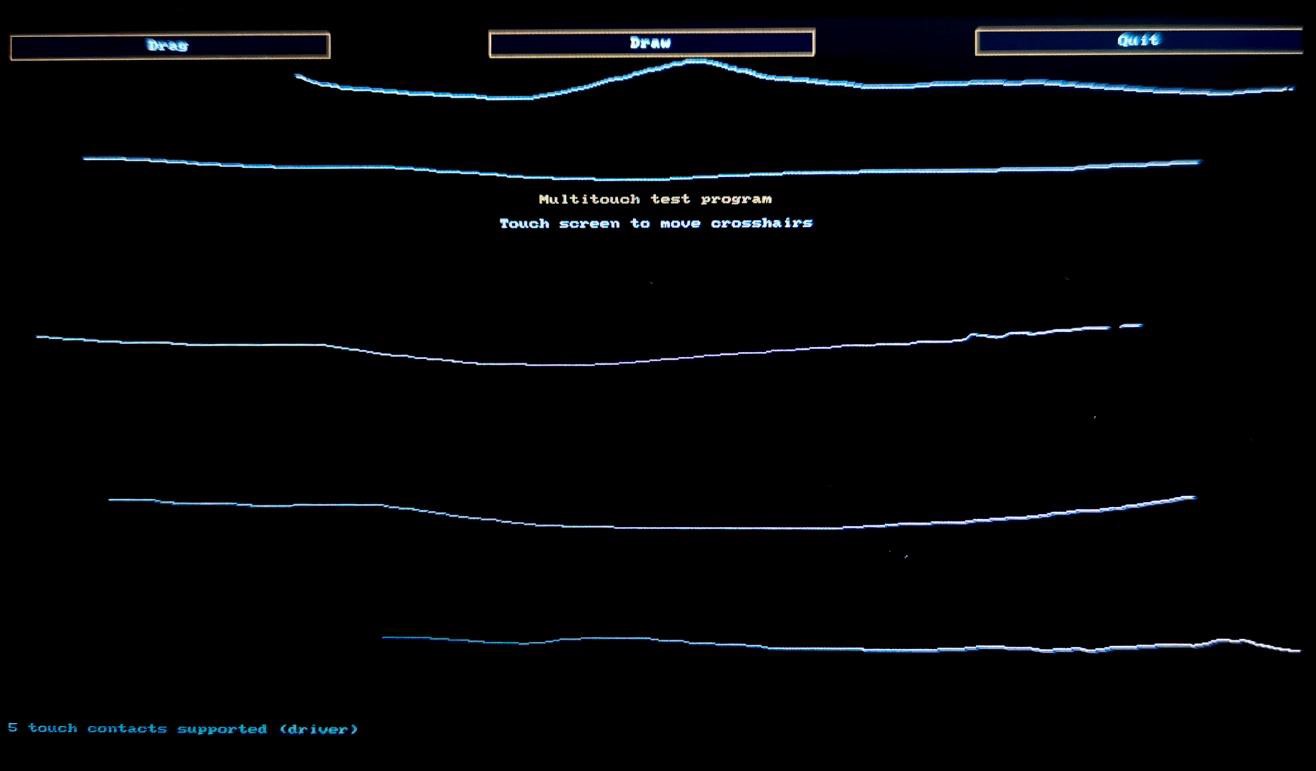 Drag Draw Quit
Multitouch test program
Touch screen to move crosshairs
5 touch contacts supported (driver)